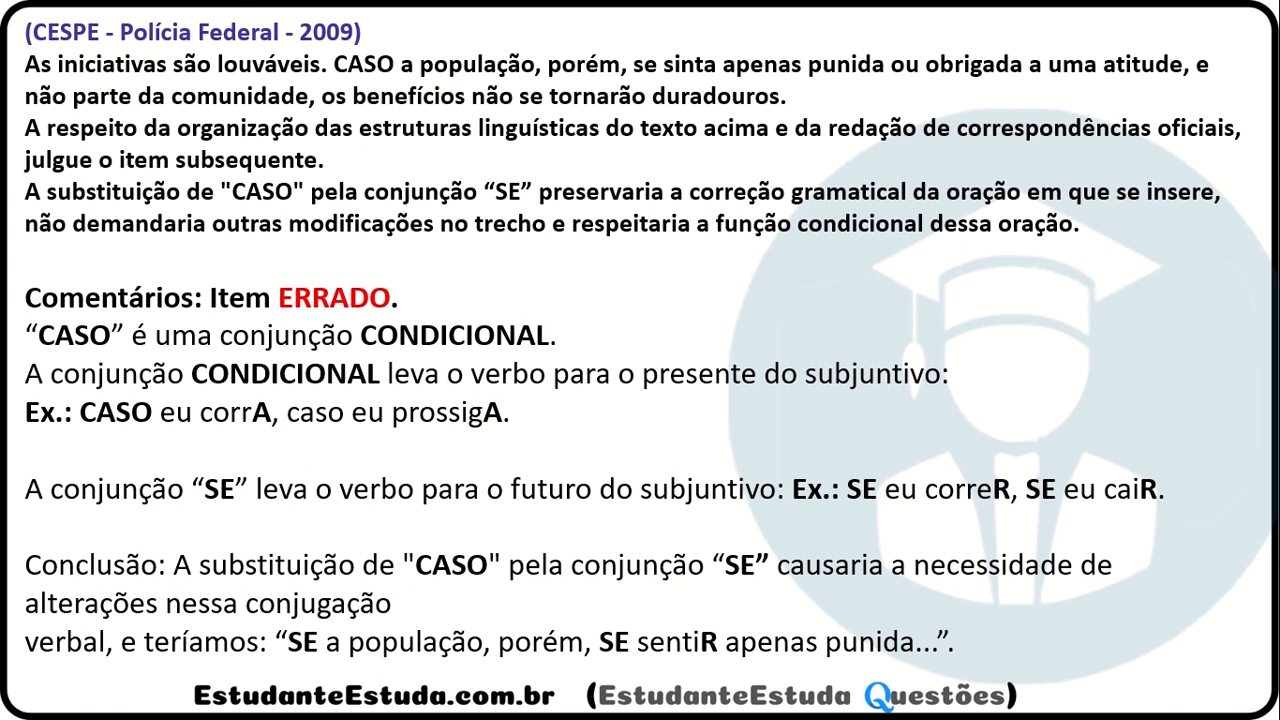 (CESPE - Polícia Federal - 2009)
As iniciativas são louváveis. CASO a população, porém, se sinta apenas punida ou obrigada a uma atitude, e
não parte da comunidade, os benefícios não se tornarão duradouros.
A respeito da organização das estruturas linguísticas do texto acima e da redação de correspondências oficiais,
julgue o item subsequente.
A substituição de "CASO" pela conjunção “SE” preservaria a correção gramatical da oração em que se insere,
não demandaria outras modificações no trecho e respeitaria a função condicional dessa oração.
Comentários: Item ERRADO.
“CASO” é uma conjunção CONDICIONAL.
A conjunção CONDICIONAL leva o verbo para o presente do subjuntivo:
Ex.: CASO eu corrA, caso eu prossigA.
A conjunção “SE” leva o verbo para o futuro do subjuntivo: Ex.: SE eu correR, SE eu caiR.
Conclusão: A substituição de "CASO" pela conjunção “SE” causaria a necessidade de
alterações nessa conjugação
verbal, e teríamos: “SE a população, porém, SE sentiR apenas punida...”.
EstudanteEstuda.com.br (EstudanteEstuda Questões)